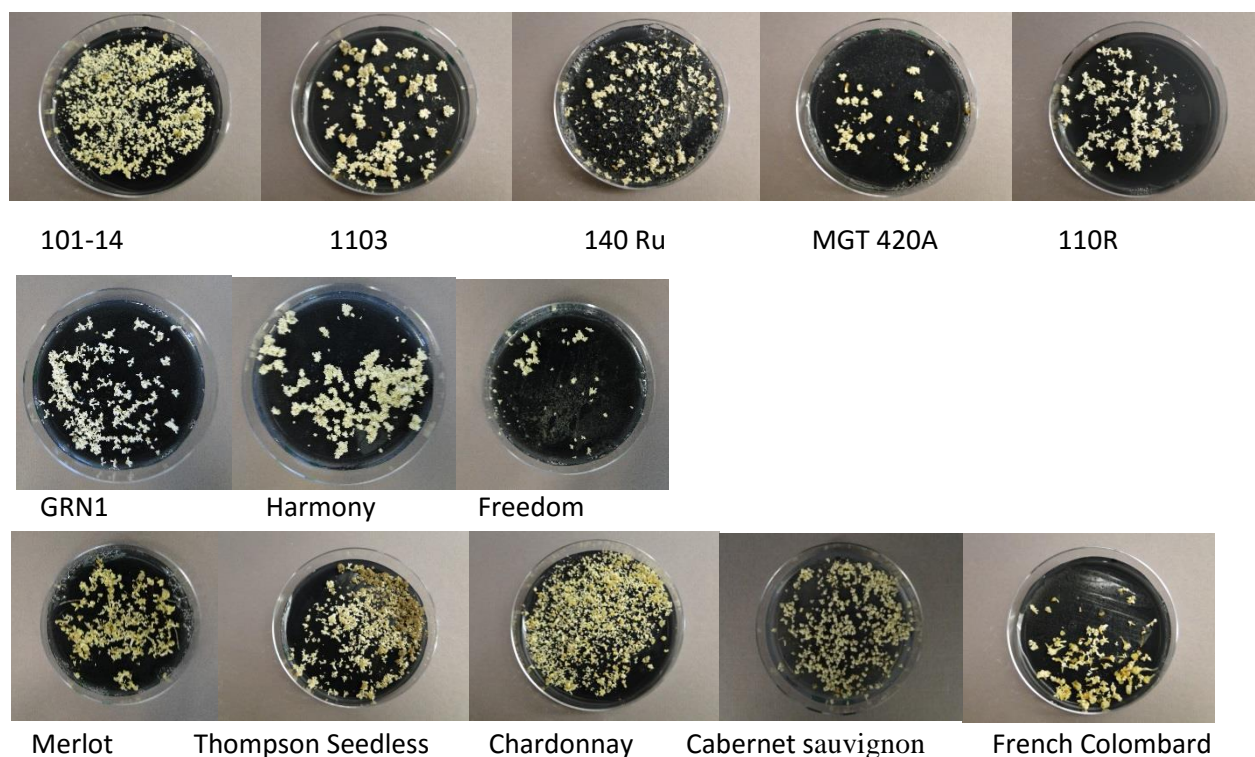 101-14 1103 140 Ru MGT 420A 110R
GRN1 Harmony Freedom
Merlot Thompson Seedless Chardonnay Cabernet sauvignon French Colombard